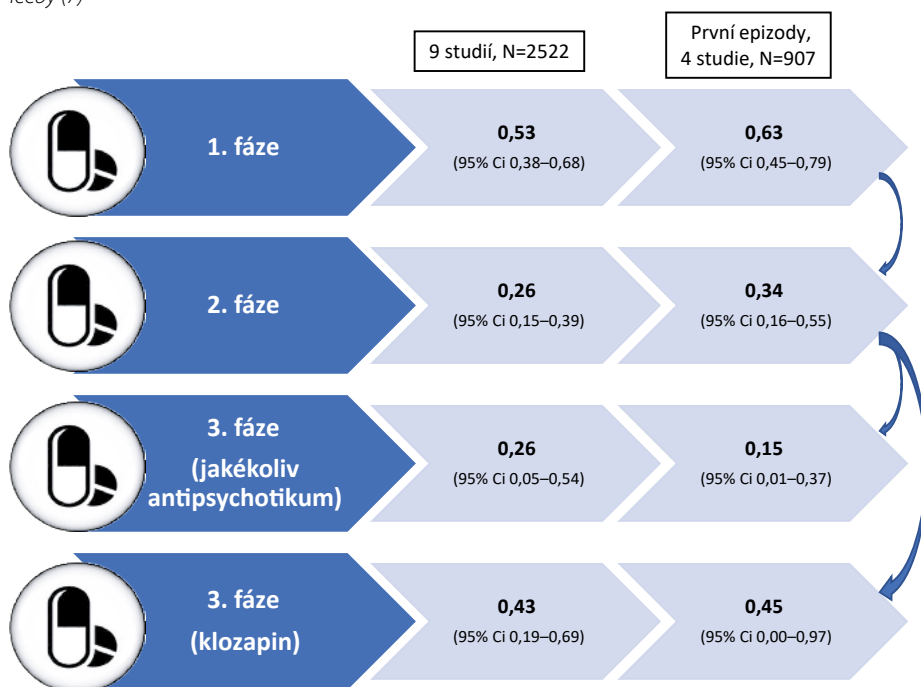 léčby (7)
9 studií, N=2522
První epizody,
4 studie, N=907
1. fáze
0,53
(95% Ci 0,38–0,68)
0,63
(95% Ci 0,45–0,79)
2. fáze
0,26
(95% Ci 0,15–0,39)
0,34
(95% Ci 0,16–0,55)
3. fáze
(jakékoliv
antipsychotikum)
0,26
(95% Ci 0,05–0,54)
0,15
(95% Ci 0,01–0,37)
3. fáze
(klozapin)
0,43
(95% Ci 0,19–0,69)
0,45
(95% Ci 0,00–0,97)